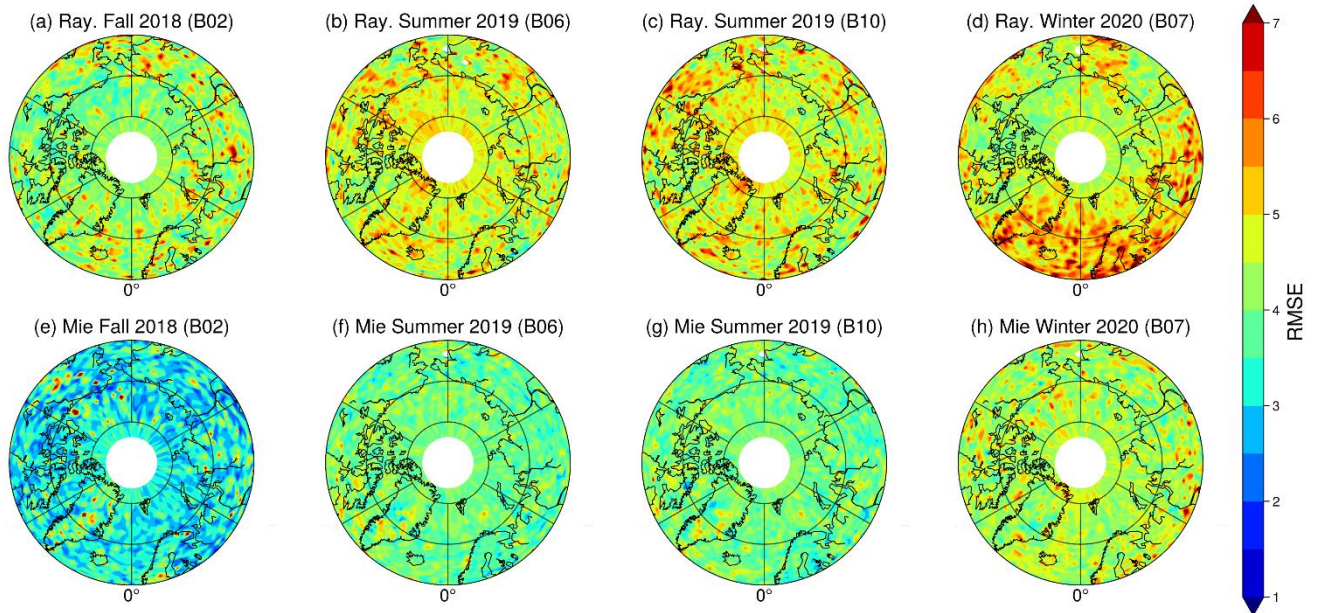 (a) Ray. Fall 2018 (B02)
(b) Ray. Summer 2019 (B06)
(c) Ray. Summer 2019 (B10)
(d) Ray. Winter 2020 (B07)
0°
0°
0°
0°
(e) Mie Fall 2018 (B02)
(f) Mie Summer 2019 (B06)
(g) Mie Summer 2019 (B10)
(h) Mie Winter 2020 (B07)
0°
0°
0°
0°
7
6
5
4
3
2
1
RMSE